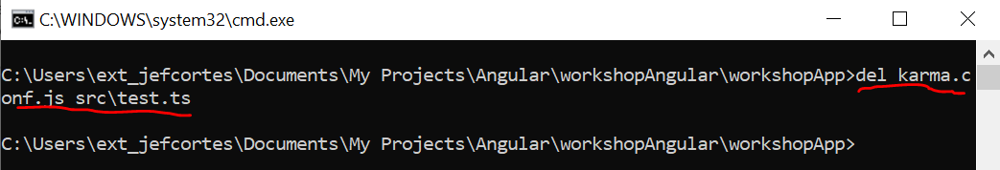 C:\WINDOWS\system32\cmd.exe
C:\Users\ext_jefcortes\Documents\My Projects\Angular\workshopAngular\workshopApp>del karma.c
onf.js src\test.ts
C:\Users\ext_jefcortes\Documents\My Projects\Angular\workshopAngular\workshopApp>